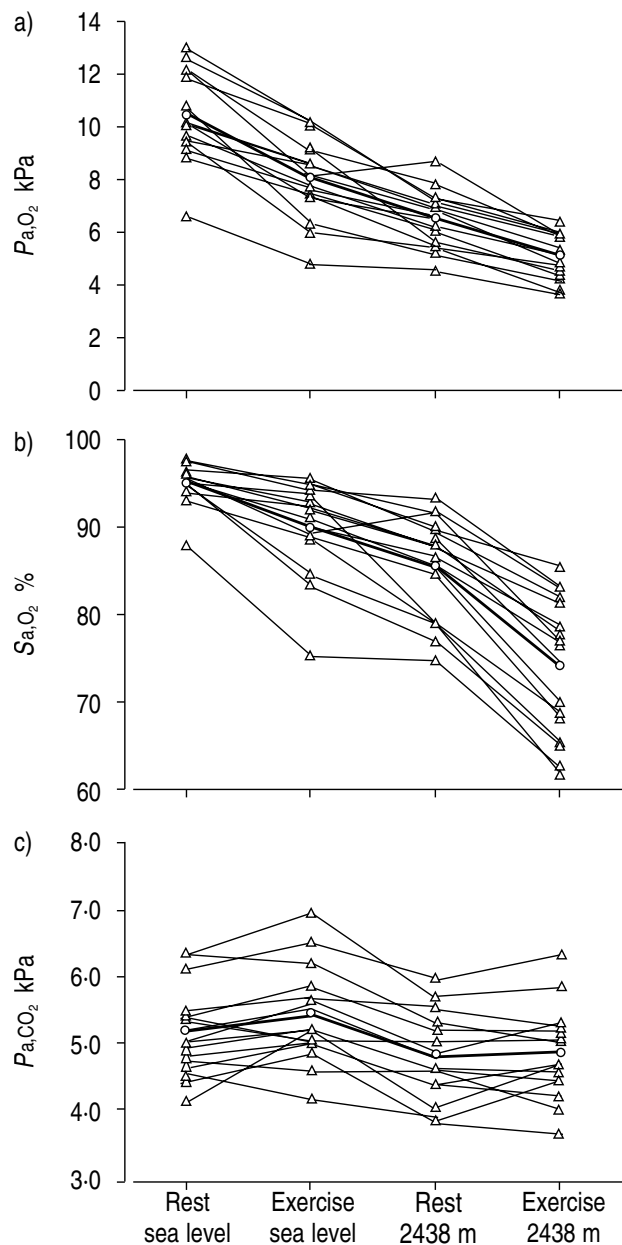 a)
14
12
10
8
6
4
2
0
Pa,O₂ kPa
b)
100
90
80
70
60
Sa,O₂ %
c)
8·0
7·0
6·0
5·0
4·0
3·0
Pa,CO₂ kPa
Rest Exercise Rest Exercise
sea level sea level 2438 m 2438 m